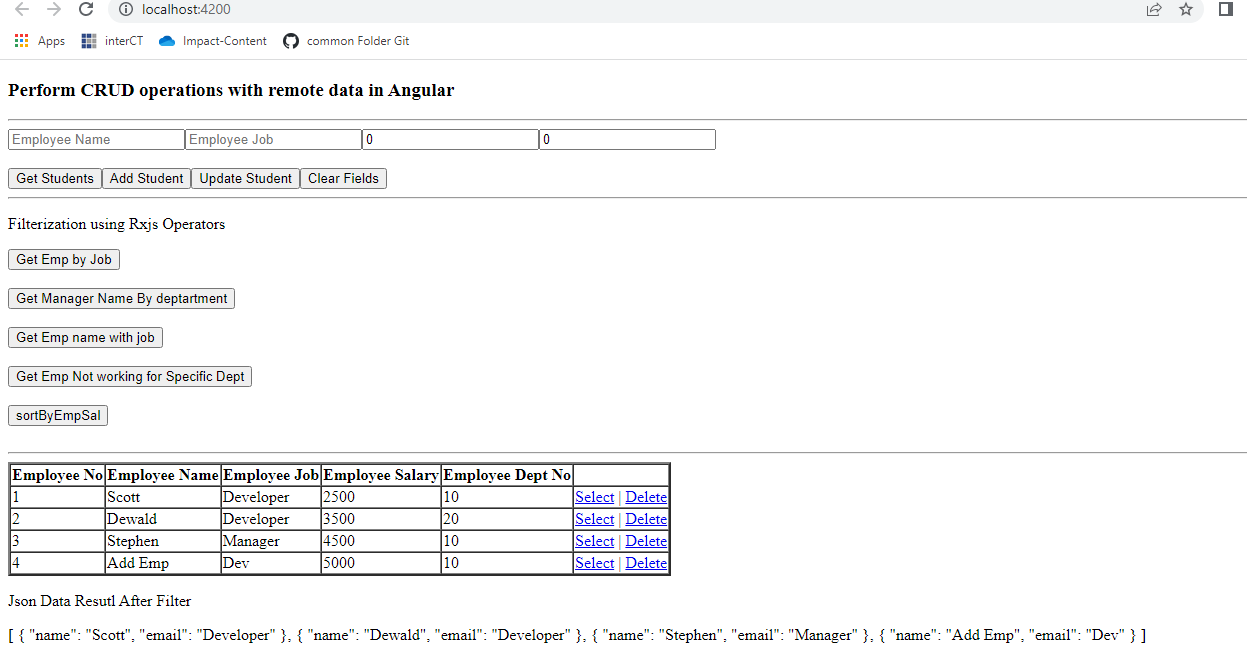 localhost:4200
Apps interCT Impact-Content common Folder Git
Perform CRUD operations with remote data in Angular
Employee Name Employee Job 0 0
Get Students Add Student Update Student Clear Fields
Filterization using Rxjs Operators
Get Emp by Job
Get Manager Name By deptartment
Get Emp name with job
Get Emp Not working for Specific Dept
sortByEmpSal
Employee No Employee Name Employee Job Employee Salary Employee Dept No
1 Scott Developer 2500 10 Select | Delete
2 Dewald Developer 3500 20 Select | Delete
3 Stephen Manager 4500 10 Select | Delete
4 Add Emp Dev 5000 10 Select | Delete
Json Data Resutl After Filter
[ { "name": "Scott", "email": "Developer" }, { "name": "Dewald", "email": "Developer" }, { "name": "Stephen", "email": "Manager" }, { "name": "Add Emp", "email": "Dev" } ]